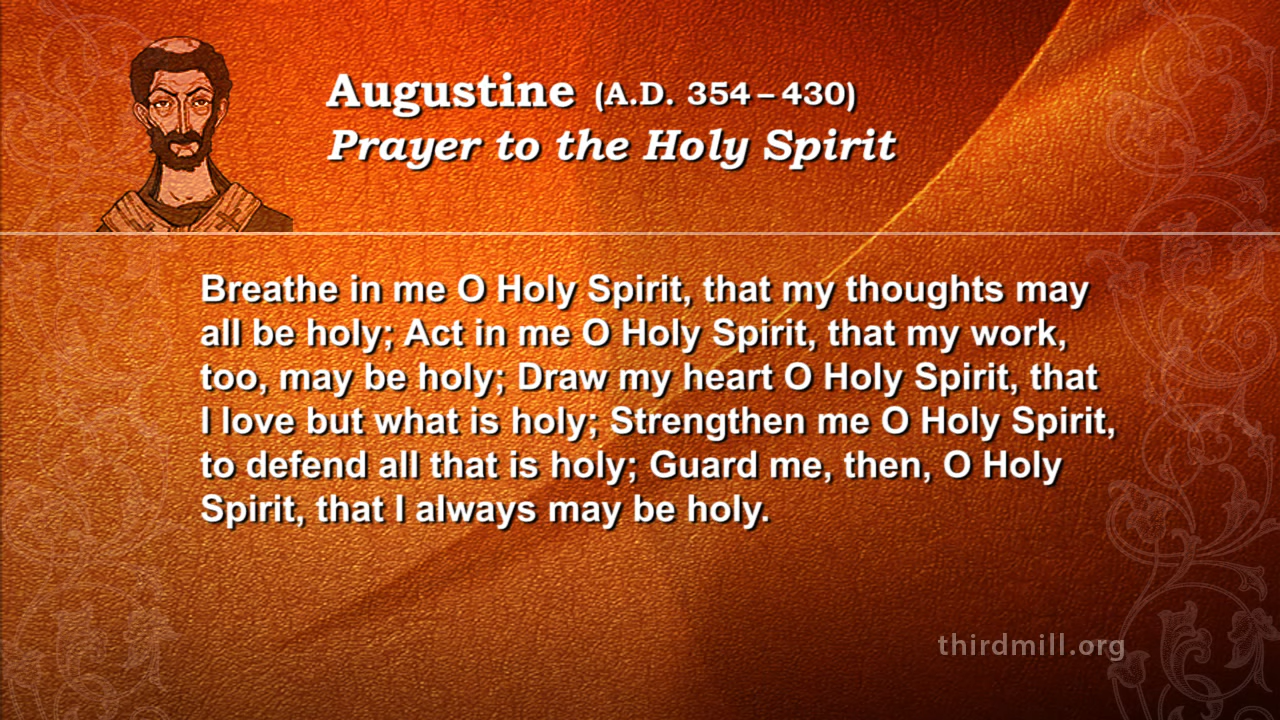 Augustine (A.D. 354 – 430)
Prayer to the Holy Spirit
Breathe in me O Holy Spirit, that my thoughts may
all be holy; Act in me O Holy Spirit, that my work,
too, may be holy; Draw my heart O Holy Spirit, that
I love but what is holy; Strengthen me O Holy Spirit,
to defend all that is holy; Guard me, then, O Holy
Spirit, that I always may be holy.
thirdmill.org